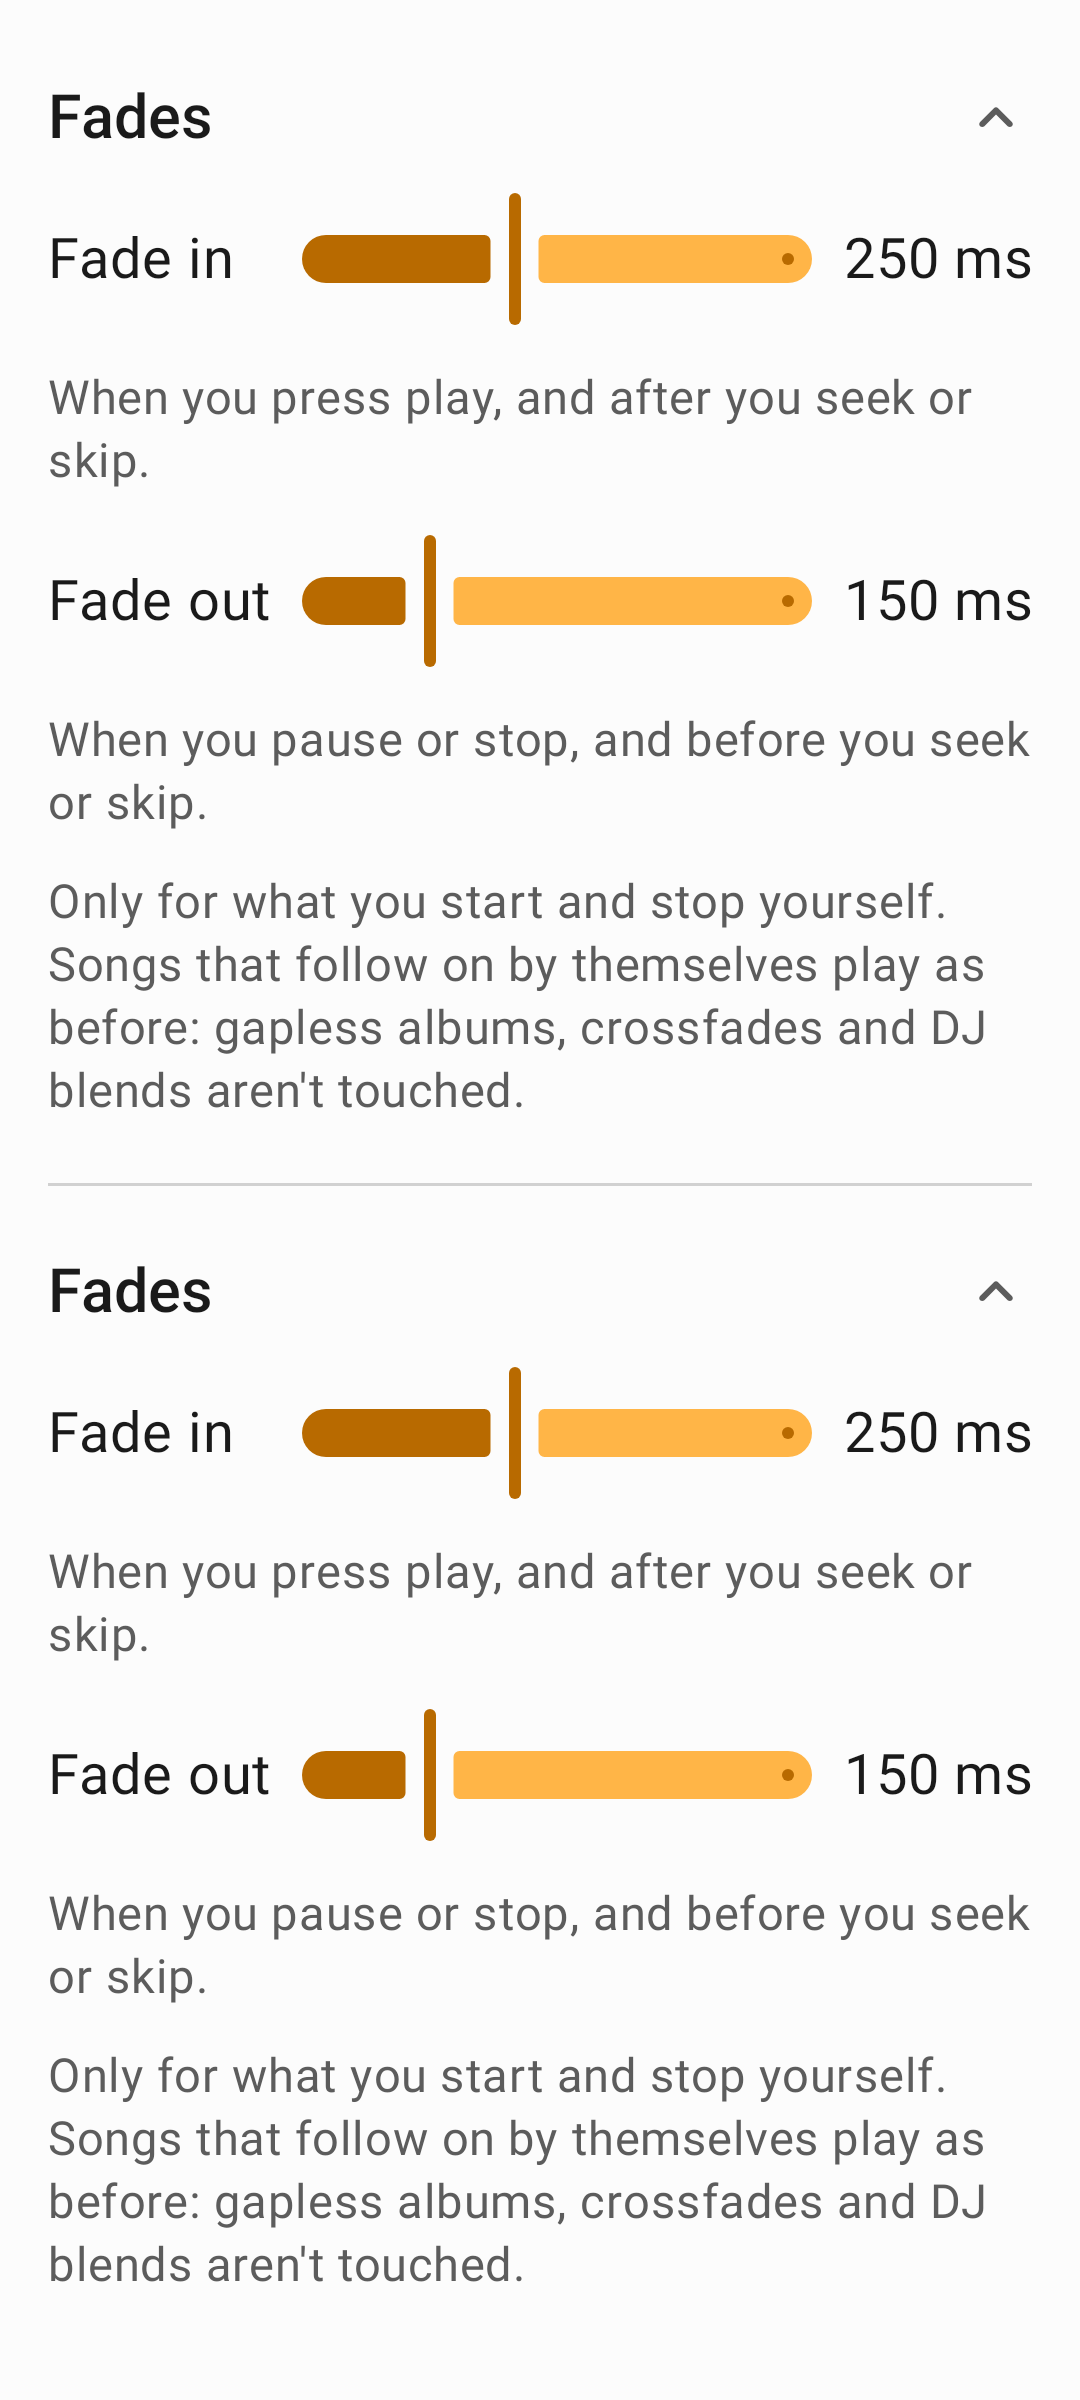 Fades
Fade in 250 ms
When you press play, and after you seek or
skip.
Fade out 150 ms
When you pause or stop, and before you seek
or skip.
Only for what you start and stop yourself.
Songs that follow on by themselves play as
before: gapless albums, crossfades and DJ
blends aren't touched.
Fades
Fade in 250 ms
When you press play, and after you seek or
skip.
Fade out 150 ms
When you pause or stop, and before you seek
or skip.
Only for what you start and stop yourself.
Songs that follow on by themselves play as
before: gapless albums, crossfades and DJ
blends aren't touched.